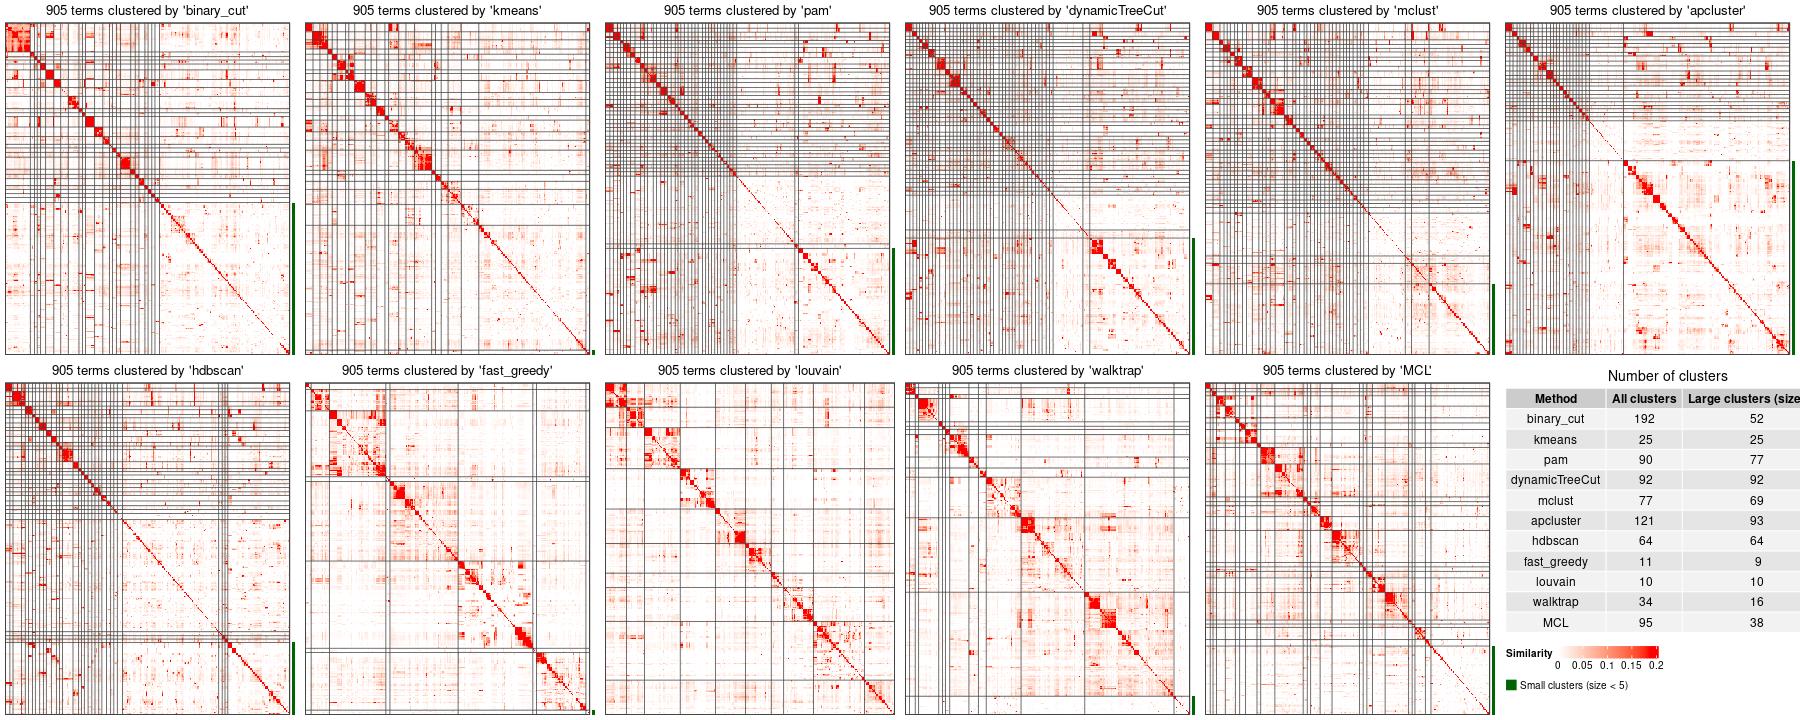 905 terms clustered by 'binary_cut'
905 terms clustered by 'kmeans'
905 terms clustered by 'pam'
905 terms clustered by 'dynamicTreeCut'
905 terms clustered by 'mclust'
905 terms clustered by 'apcluster'
905 terms clustered by 'hdbscan'
905 terms clustered by 'fast_greedy'
905 terms clustered by 'louvain'
905 terms clustered by 'walktrap'
905 terms clustered by 'MCL'
Number of clusters
Method All clusters Large clusters (size
binary_cut 192 52
kmeans 25 25
pam 90 77
dynamicTreeCut 92 92
mclust 77 69
apcluster 121 93
hdbscan 64 64
fast_greedy 11 9
louvain 10 10
walktrap 34 16
MCL 95 38
Similarity
0 0.05 0.1 0.15 0.2
Small clusters (size < 5)